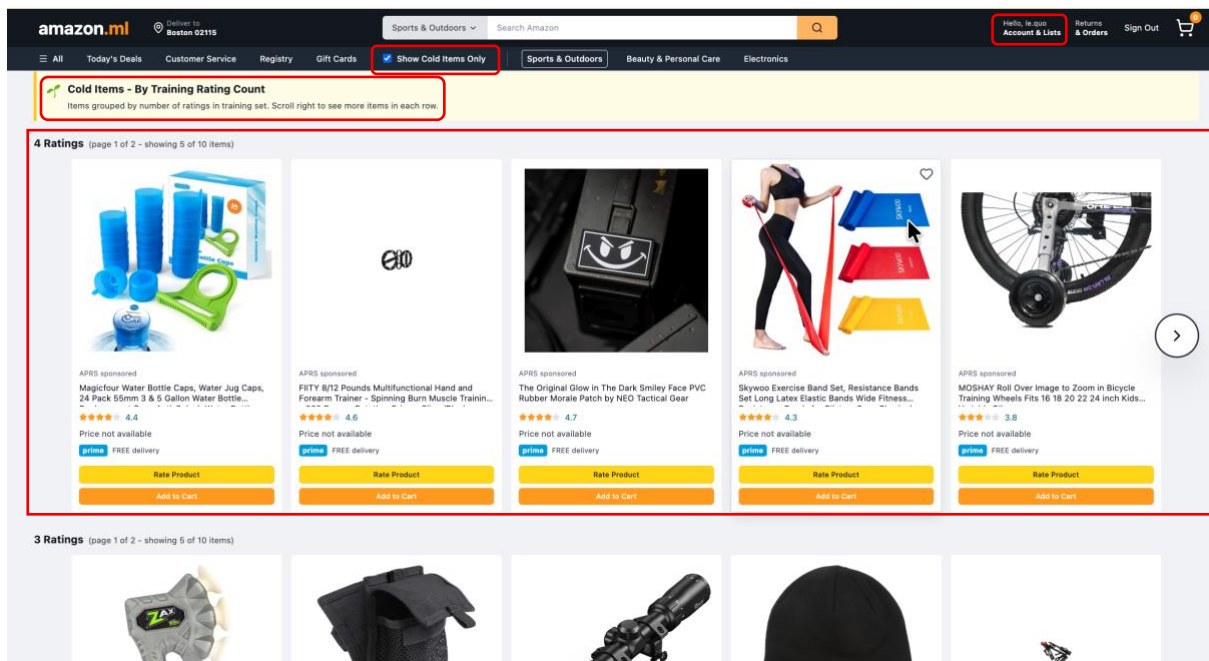 amazon.ml
Deliver to
Boston 02115
Sports & Outdoors
Search Amazon
Hello, le.quo
Account & Lists
Returns
& Orders
Sign Out
0
All
Today's Deals
Customer Service
Registry
Gift Cards
Show Cold Items Only
Sports & Outdoors
Beauty & Personal Care
Electronics
Cold Items - By Training Rating Count
Items grouped by number of ratings in training set. Scroll right to see more items in each row.
4 Ratings (page 1 of 2 - showing 5 of 10 items)
APRS sponsored
Magicfour Water Bottle Caps, Water Jug Caps,
24 Pack 55mm 3 & 5 Gallon Water Bottle...
4.4
Price not available
prime FREE delivery
Rate Product
Add to Cart
APRS sponsored
FIITY 8/12 Pounds Multifunctional Hand and
Forearm Trainer - Spinning Burn Muscle Trainin...
4.6
Price not available
prime FREE delivery
Rate Product
Add to Cart
APRS sponsored
The Original Glow in The Dark Smiley Face PVC
Rubber Morale Patch by NEO Tactical Gear
4.7
Price not available
prime FREE delivery
Rate Product
Add to Cart
SKYWOO
SKYWOO
APRS sponsored
Skywoo Exercise Band Set, Resistance Bands
Set Long Latex Elastic Bands Wide Fitness...
4.3
Price not available
prime FREE delivery
Rate Product
Add to Cart
APRS sponsored
MOSHAY Roll Over Image to Zoom in Bicycle
Training Wheels Fits 16 18 20 22 24 inch Kids...
3.8
Price not available
prime FREE delivery
Rate Product
Add to Cart
3 Ratings (page 1 of 2 - showing 5 of 10 items)
ZAX